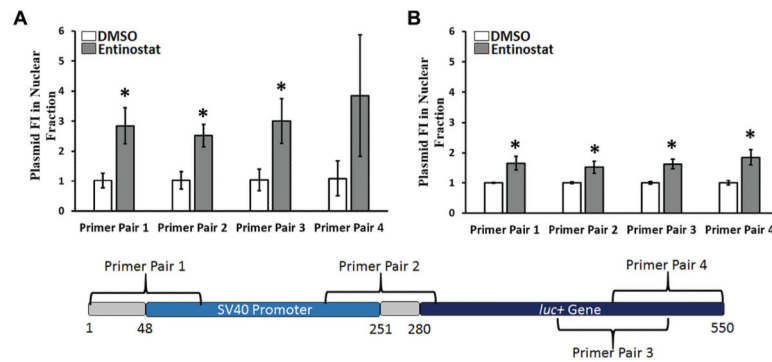 A
DMSO
Entinostat
Plasmid FI in Nuclear
Fraction
6
5
4
3
2
1
0
*
*
*
Primer Pair 1
Primer Pair 2
Primer Pair 3
Primer Pair 4
B
DMSO
Entinostat
Plasmid FI in Nuclear
Fraction
6
5
4
3
2
1
0
*
*
*
*
Primer Pair 1
Primer Pair 2
Primer Pair 3
Primer Pair 4
Primer Pair 1
Primer Pair 2
Primer Pair 4
SV40 Promoter
luc+ Gene
1
48
251
280
550
Primer Pair 3